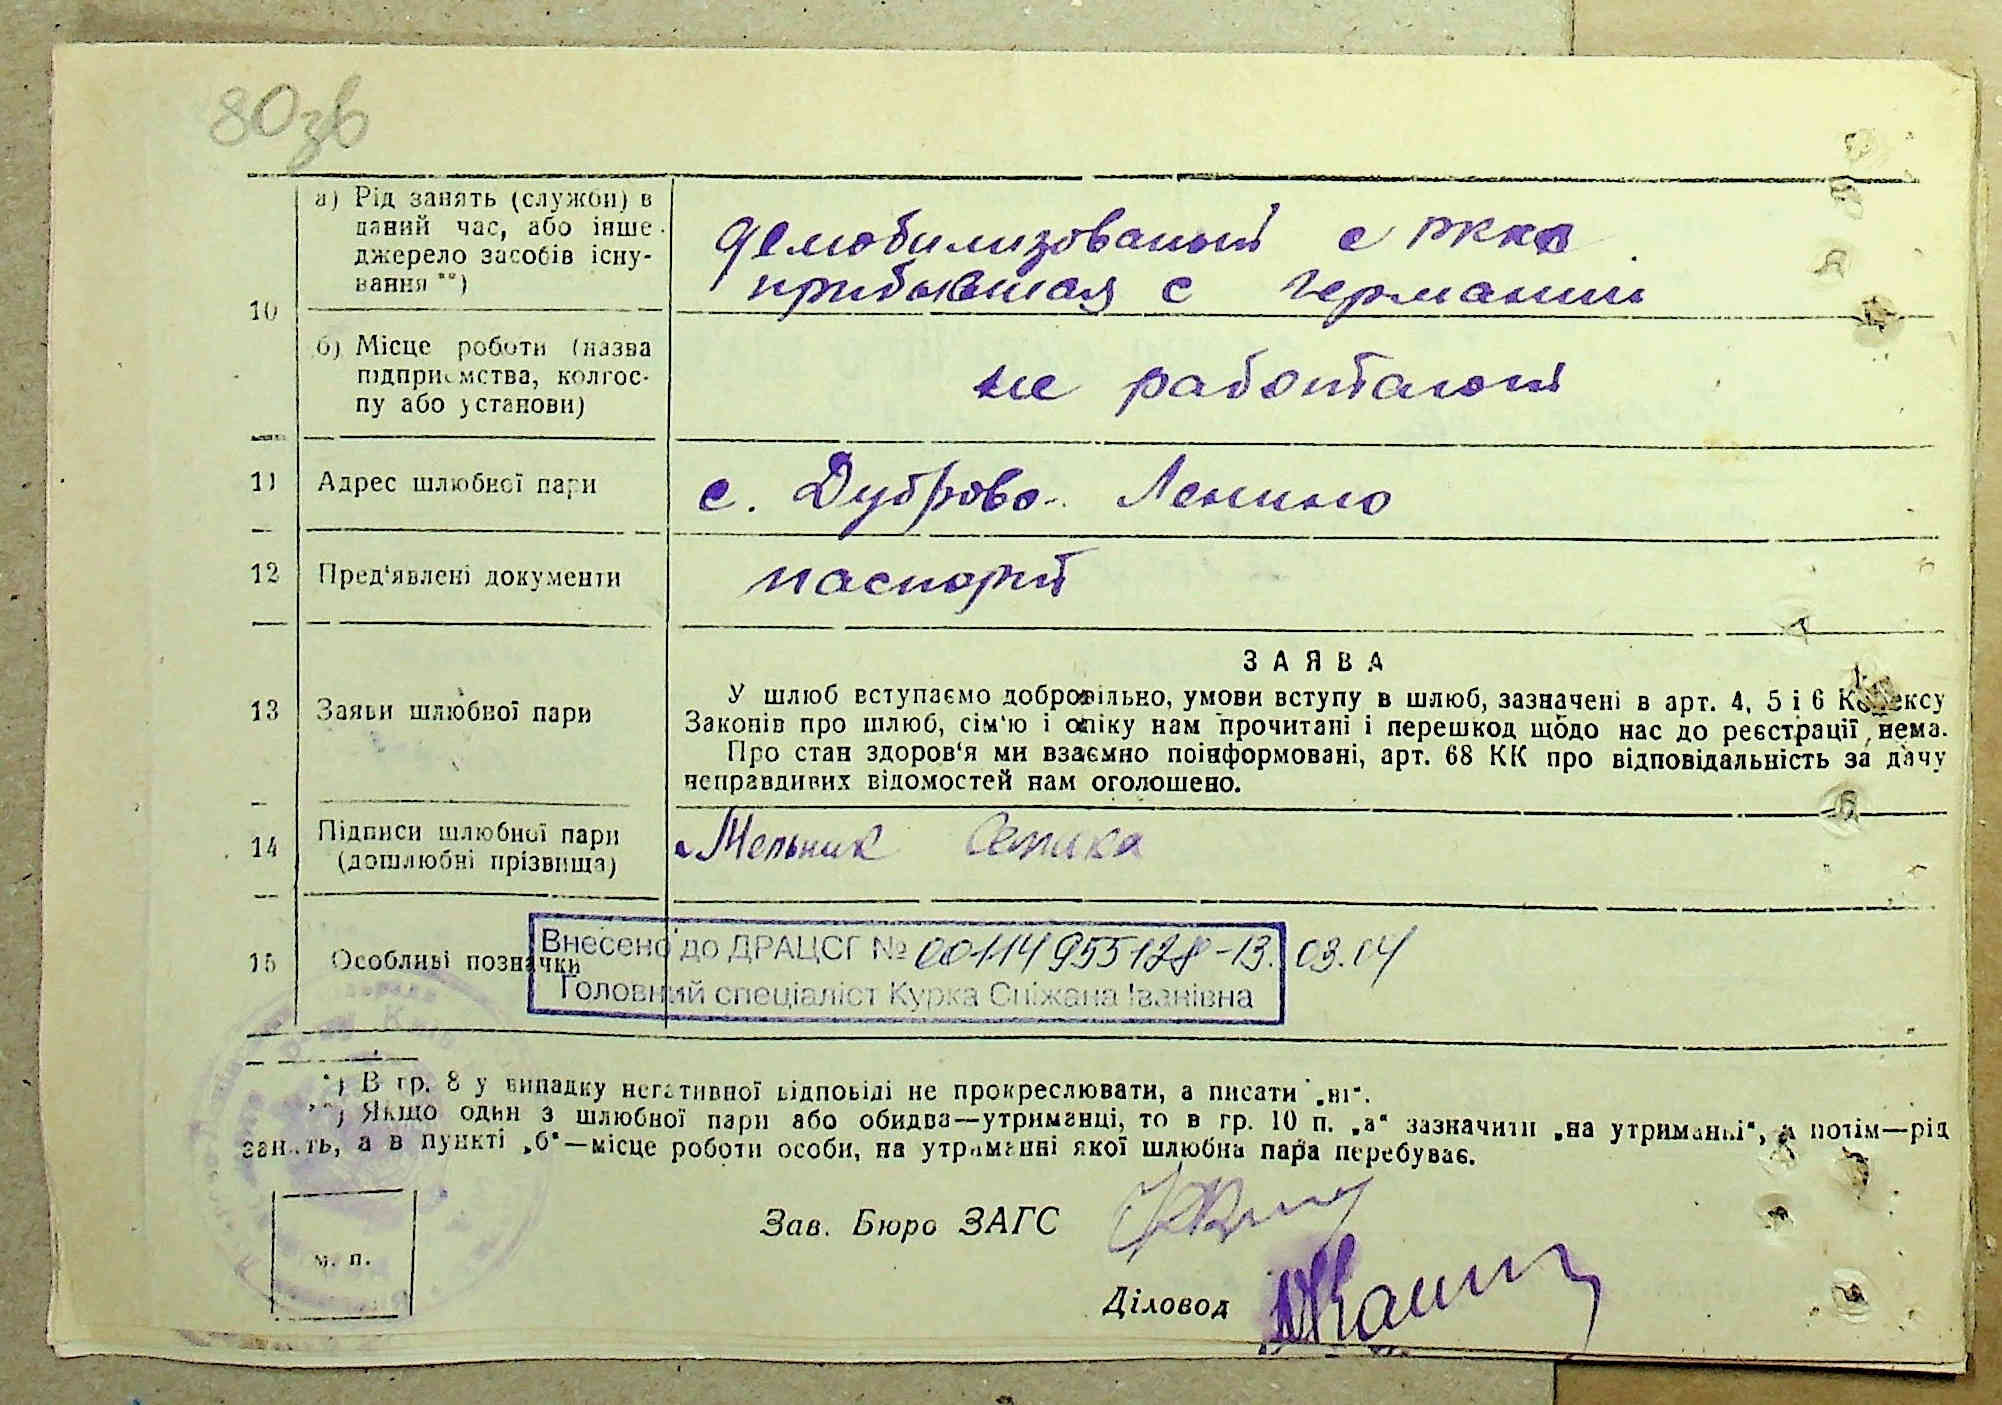 80зв
10
а) Рід занять (служби) в
даний час, або інше
джерело засобів існу-
вання **)
демобилизованый с РККА
прибывшая с Германии
б) Місце роботи (назва
підприємства, колгос-
пу або установи)
не работают
11 Адрес шлюбної пари с. Дуброво-Ленино
12 Пред'явлені документи паспорт
ЗАЯВА
13 Заяви шлюбної пари
У шлюб вступаємо добровільно, умови вступу в шлюб, зазначені в арт. 4, 5 і 6 Кодексу
Законів про шлюб, сім'ю і опіку нам прочитані і перешкод щодо нас до реєстрації нема.
Про стан здоров'я ми взаємно поінформовані, арт. 68 КК про відповідальність за дачу
неправдивих відомостей нам оголошено.
14 Підписи шлюбної пари
(дошлюбні прізвища)
Мельник
15 Особливі позначки
Внесено до ДРАЦСГ № 00114955128-13.03.14
Головний спеціаліст Курка Сніжана Іванівна
*) В гр. 8 у випадку негативної відповіді не прокреслювати, а писати „ні“.
**) Якщо один з шлюбної пари або обидва—утриманці, то в гр. 10 п. „а“ зазначити „на утриманні“, а потім—рід
занять, а в пункті „б“—місце роботи особи, на утриманні якої шлюбна пара перебуває.
м. п.
Зав. Бюро ЗАГС
Діловод